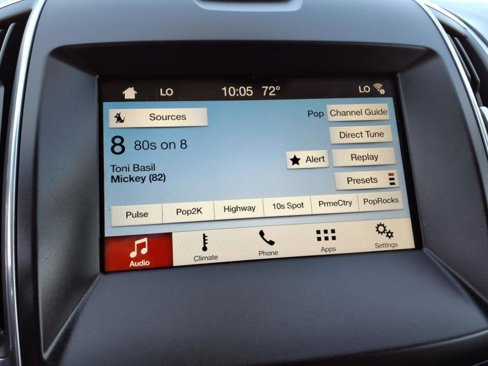 LO 10:05 72° LO
Sources
Pop Channel Guide
8 80s on 8
Direct Tune
Toni Basil
Mickey (82)
Alert Replay
Presets
Pulse Pop2K Highway 10s Spot PrmeCtry PopRocks
Audio Climate Phone Apps Settings